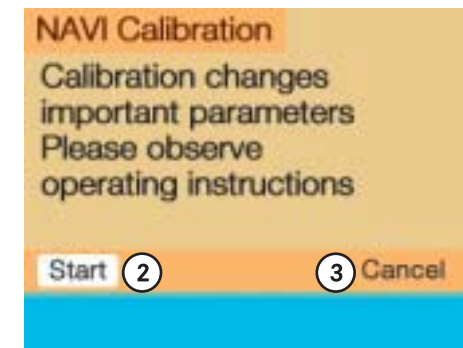 NAVI Calibration
Calibration changes
important parameters
Please observe
operating instructions
Start 2 3 Cancel